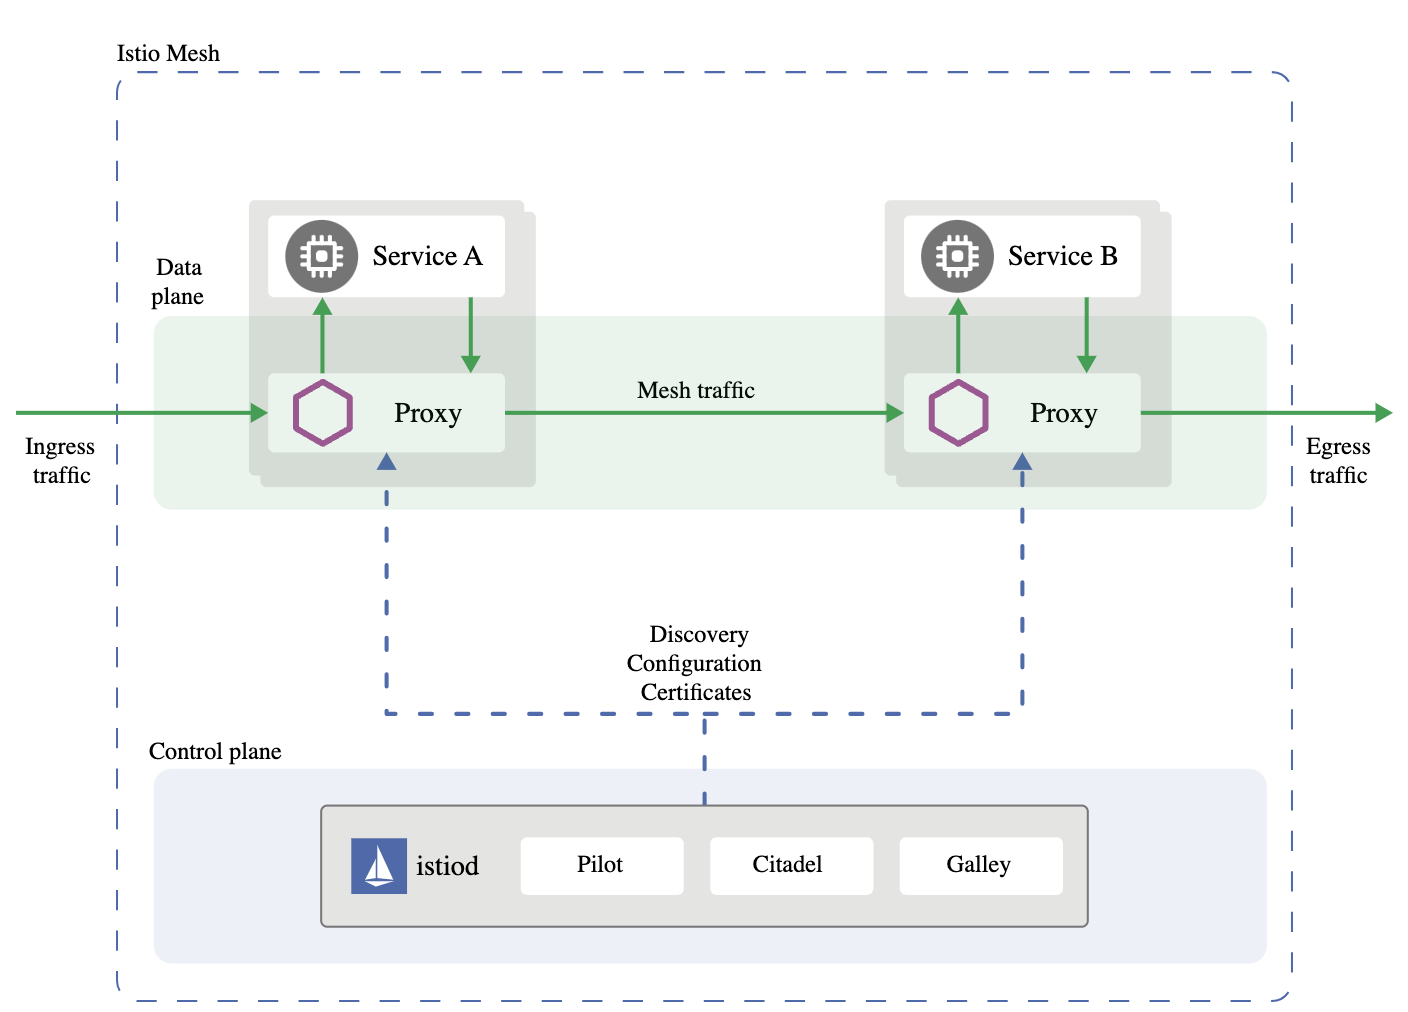 Istio Mesh
Service A
Service B
Data
plane
Mesh traffic
Proxy
Proxy
Ingress
traffic
Egress
traffic
Discovery
Configuration
Certificates
Control plane
istiod
Pilot
Citadel
Galley